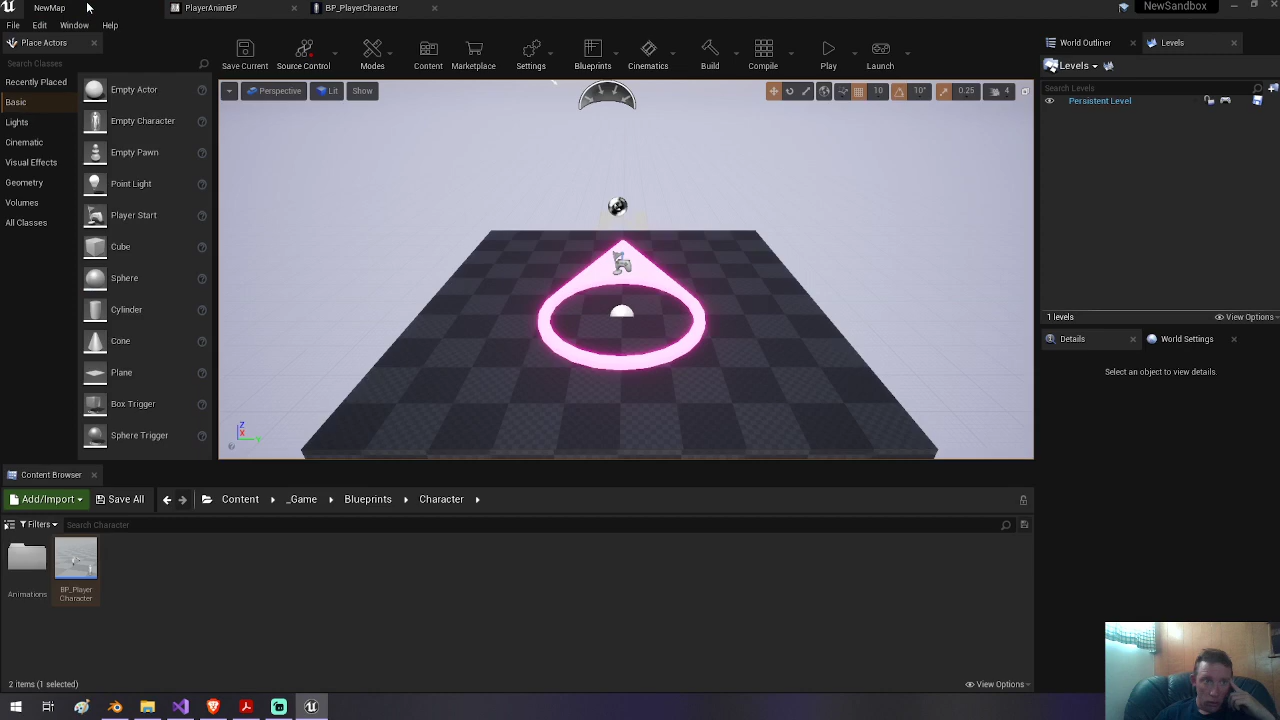 NewMap
PlayerAnimBP
BP_PlayerCharacter
NewSandbox
File Edit Window Help
Place Actors
Search Classes
Recently Placed
Basic
Lights
Cinematic
Visual Effects
Geometry
Volumes
All Classes
Empty Actor
Empty Character
Empty Pawn
Point Light
Player Start
Cube
Sphere
Cylinder
Cone
Plane
Box Trigger
Sphere Trigger
Save Current
Source Control
Modes
Content
Marketplace
Settings
Blueprints
Cinematics
Build
Compile
Play
Launch
Perspective
Lit
Show
10
10°
0.25
4
Z
X
Y
World Outliner
Levels
Levels
Search Levels
Persistent Level
1 levels
View Options
Details
World Settings
Select an object to view details.
Content Browser
Add/Import
Save All
Content
_Game
Blueprints
Character
Filters
Search Character
Animations
BP_Player
Character
2 items (1 selected)
View Options